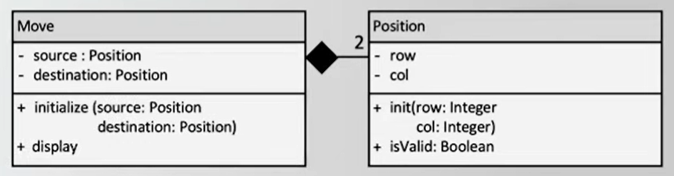 Move
- source : Position
- destination: Position
+ initialize (source: Position
destination: Position)
+ display
2
Position
- row
- col
+ init(row: Integer
col: Integer)
+ isValid: Boolean